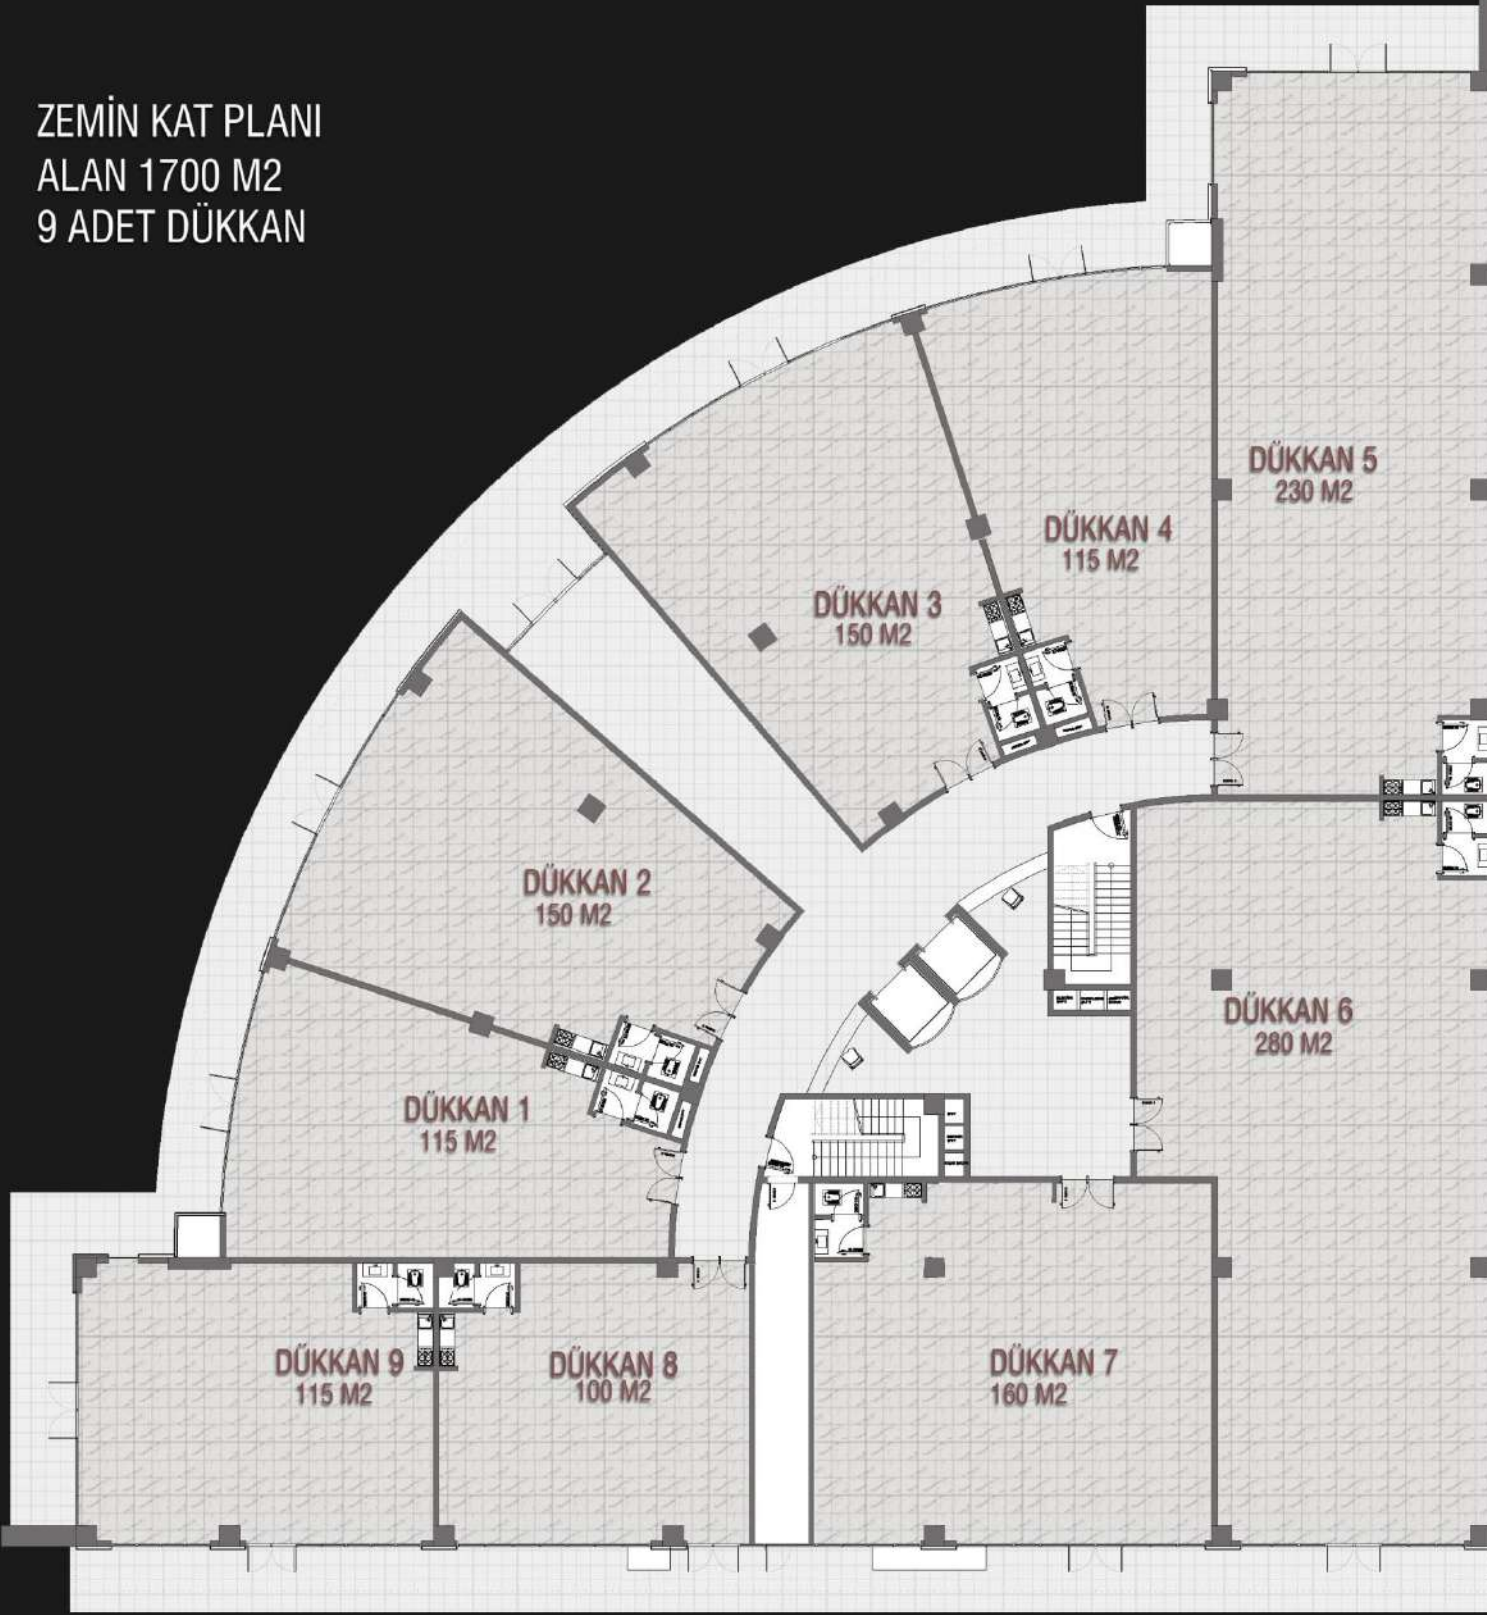 ZEMİN KAT PLANI
ALAN 1700 M2
9 ADET DÜKKAN
DÜKKAN 5
230 M2
DÜKKAN 4
115 M2
DÜKKAN 3
150 M2
DÜKKAN 2
150 M2
DÜKKAN 6
280 M2
DÜKKAN 1
115 M2
DÜKKAN 9
115 M2
DÜKKAN 8
100 M2
DÜKKAN 7
160 M2